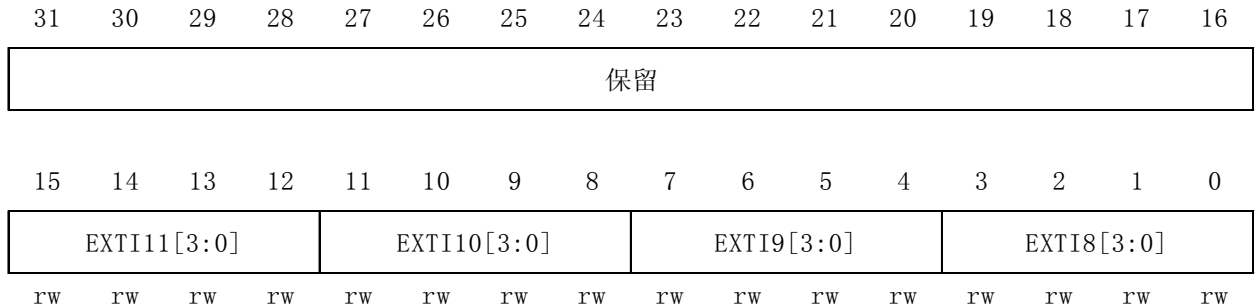 31 30 29 28 27 26 25 24 23 22 21 20 19 18 17 16
保留
15 14 13 12 11 10 9 8 7 6 5 4 3 2 1 0
EXTI11[3:0] EXTI10[3:0] EXTI9[3:0] EXTI8[3:0]
rw rw rw rw rw rw rw rw rw rw rw rw rw rw rw rw